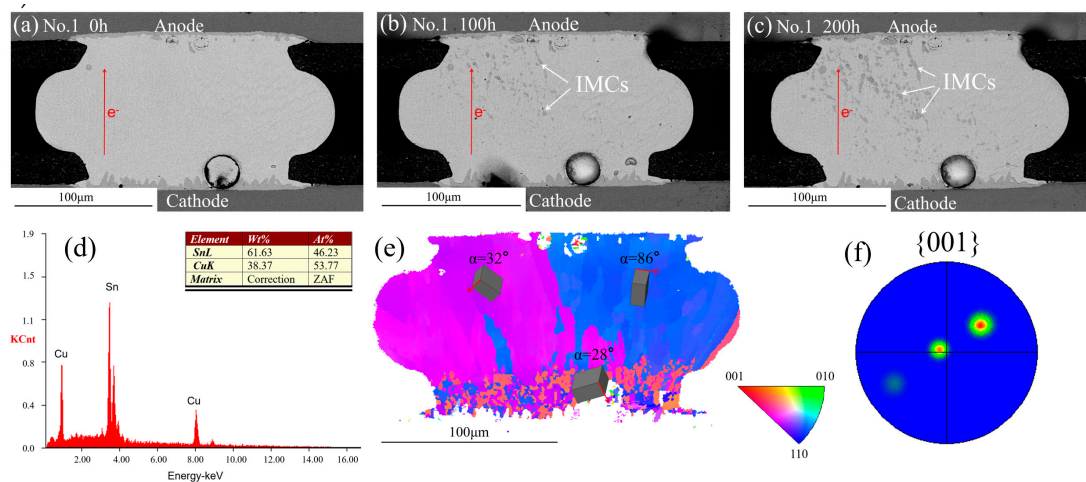 (a) No.1 0h Anode
e-
100μm
Cathode
(b) No.1 100h Anode
IMCs
e-
100μm
Cathode
(c) No.1 200h Anode
IMCs
e-
100μm
Cathode
(d)
1.9
1.5
1.1
KCnt
0.8
0.4
0.0
Cu
Sn
Cu
2.00 4.00 6.00 8.00 10.00 12.00 14.00 16.00
Energy-keV
Element Wt% At%
SnL 61.63 46.23
CuK 38.37 53.77
Matrix Correction ZAF
(e)
α=32°
α=86°
α=28°
100μm
001 010
110
(f)
{001}